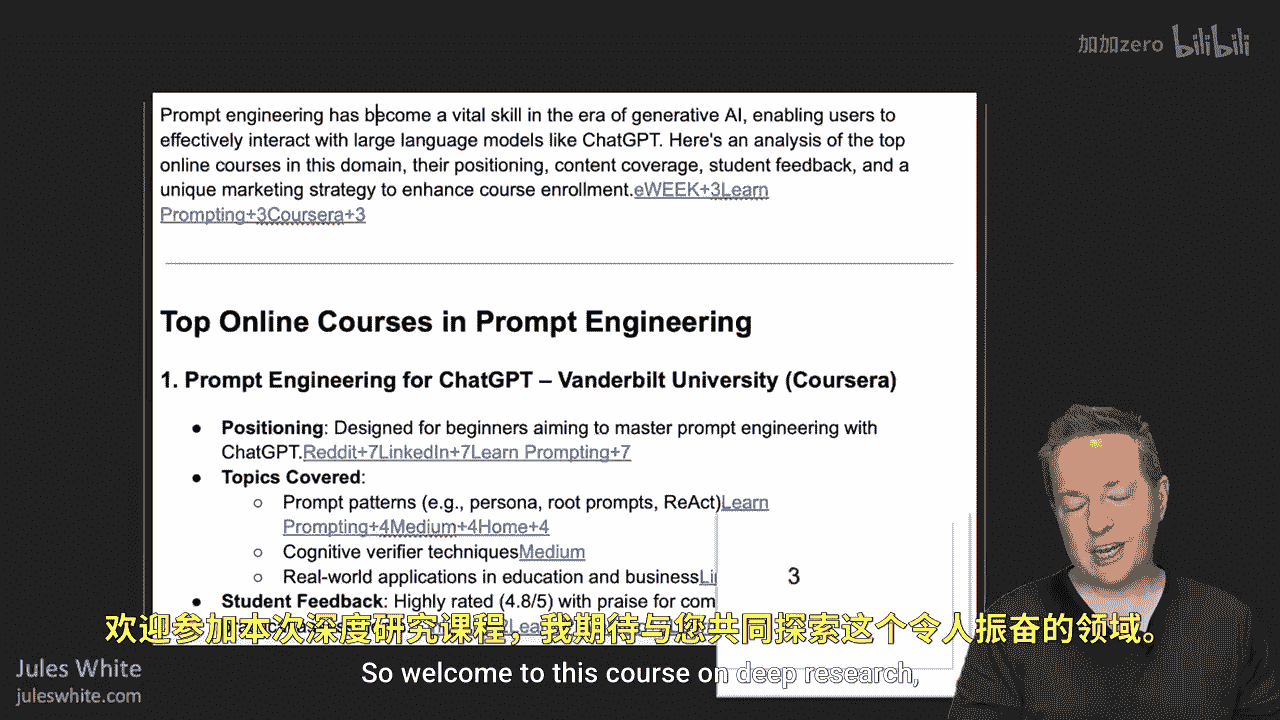 加加zero bilibili
Prompt engineering has become a vital skill in the era of generative AI, enabling users to
effectively interact with large language models like ChatGPT. Here's an analysis of the top
online courses in this domain, their positioning, content coverage, student feedback, and a
unique marketing strategy to enhance course enrollment.eWEEK+3Learn
Prompting+3Coursera+3
Top Online Courses in Prompt Engineering
1. Prompt Engineering for ChatGPT – Vanderbilt University (Coursera)
● Positioning: Designed for beginners aiming to master prompt engineering with
ChatGPT.Reddit+7LinkedIn+7Learn Prompting+7
● Topics Covered:
○ Prompt patterns (e.g., persona, root prompts, ReAct)Learn
Prompting+4Medium+4Home+4
○ Cognitive verifier techniquesMedium
○ Real-world applications in education and business
3
● Student Feedback: Highly rated (4.8/5) with praise for
欢迎参加本次深度研究课程，我期待与您共同探索这个令人振奋的领域。
So welcome to this course on deep research,
Jules White
juleswhite.com